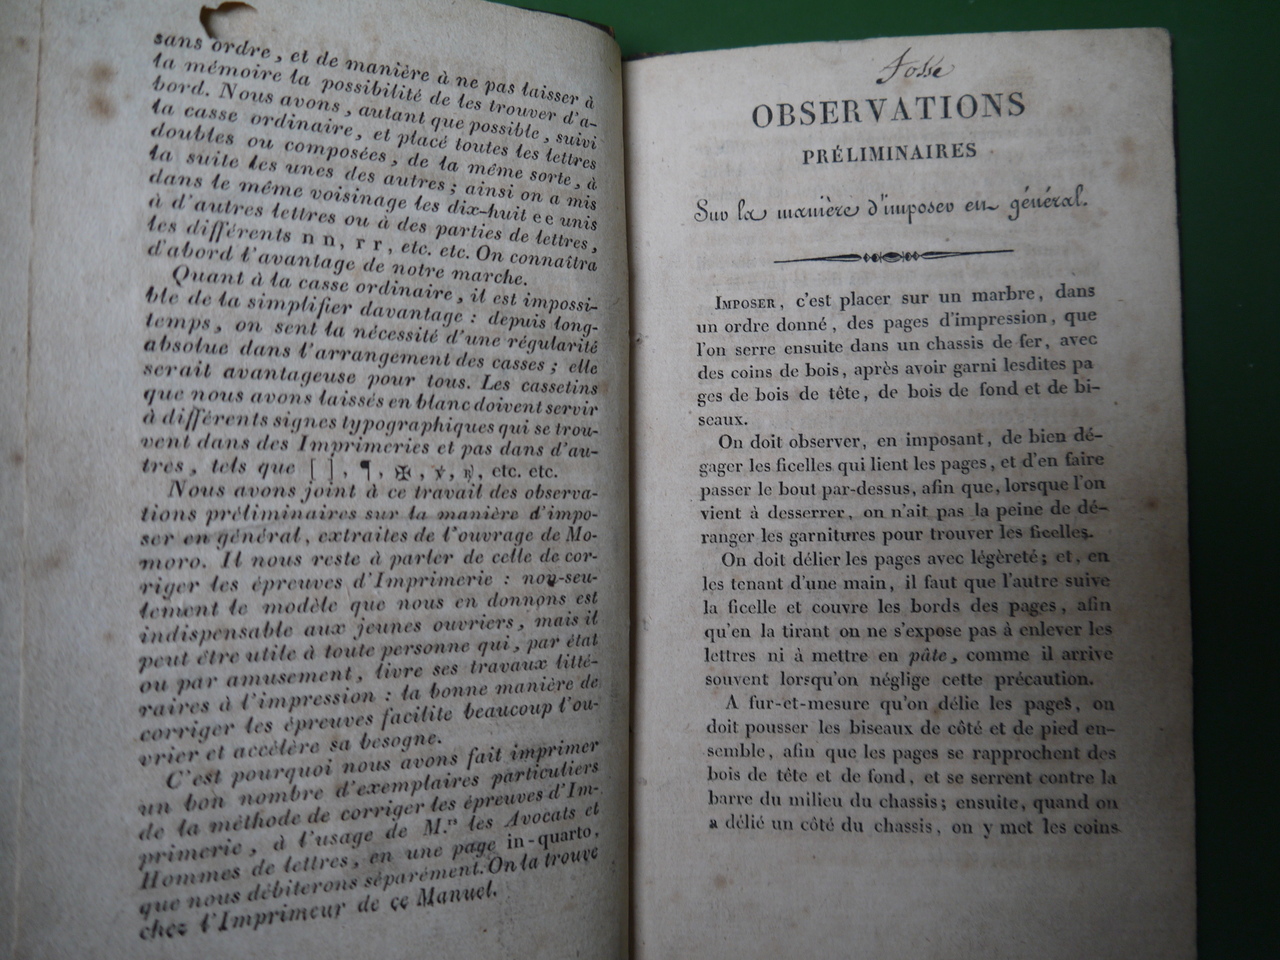 sans ordre, et de manière à ne pas laisser à
la mémoire la possibilité de les trouver d'a-
bord. Nous avons, autant que possible, suivi
la casse ordinaire, et placé toutes les lettres
doubles ou composées, de la même sorte, à
la suite les unes des autres; ainsi on a mis
dans le même voisinage les dix-huit e e unis
à d'autres lettres ou à des parties de lettres,
les différents n n, r r, etc. etc. On connaîtra
d'abord l'avantage de notre marche.
Quant à la casse ordinaire, il est impossi-
ble de la simplifier davantage : depuis long-
temps, on sent la nécessité d'une régularité
absolue dans l'arrangement des casses; elle
serait avantageuse pour tous. Les cassetins
que nous avons laissés en blanc doivent servir
à différents signes typographiques qui se trou-
vent dans des Imprimeries et pas dans d'au-
tres, tels que [ ], ¶, ✠, ℣, ℟, etc. etc.
Nous avons joint à ce travail des observa-
tions préliminaires sur la manière d'impo-
ser en général, extraites de l'ouvrage de Mo-
moro. Il nous reste à parler de celle de cor-
riger les épreuves d'Imprimerie : non-seu-
lement le modèle que nous en donnons est
indispensable aux jeunes ouvriers, mais il
peut être utile à toute personne qui, par état
ou par amusement, livre ses travaux litté-
raires à l'impression : la bonne manière de
corriger les épreuves facilite beaucoup l'ou-
vrier et accélère sa besogne.
C'est pourquoi nous avons fait imprimer
un bon nombre d'exemplaires particuliers
de la méthode de corriger les épreuves d'Im-
primerie, à l'usage de M.rs les Avocats et
Hommes de lettres, en une page in-quarto,
que nous débiterons séparément. On la trouve
chez l'Imprimeur de ce Manuel.
Fosse
OBSERVATIONS
PRÉLIMINAIRES
Sur la manière d'imposer en général.
IMPOSER, c'est placer sur un marbre, dans
un ordre donné, des pages d'impression, que
l'on serre ensuite dans un chassis de fer, avec
des coins de bois, après avoir garni lesdites pa
ges de bois de tête, de bois de fond et de bi-
seaux.
On doit observer, en imposant, de bien dé-
gager les ficelles qui lient les pages, et d'en faire
passer le bout par-dessus, afin que, lorsque l'on
vient à desserrer, on n'ait pas la peine de dé-
ranger les garnitures pour trouver les ficelles.
On doit délier les pages avec légèreté; et, en
les tenant d'une main, il faut que l'autre suive
la ficelle et couvre les bords des pages, afin
qu'en la tirant on ne s'expose pas à enlever les
lettres ni à mettre en pâte, comme il arrive
souvent lorsqu'on néglige cette précaution.
A fur-et-mesure qu'on délie les pages, on
doit pousser les biseaux de côté et de pied en-
semble, afin que les pages se rapprochent des
bois de tête et de fond, et se serrent contre la
barre du milieu du chassis; ensuite, quand on
a délié un côté du chassis, on y met les coins